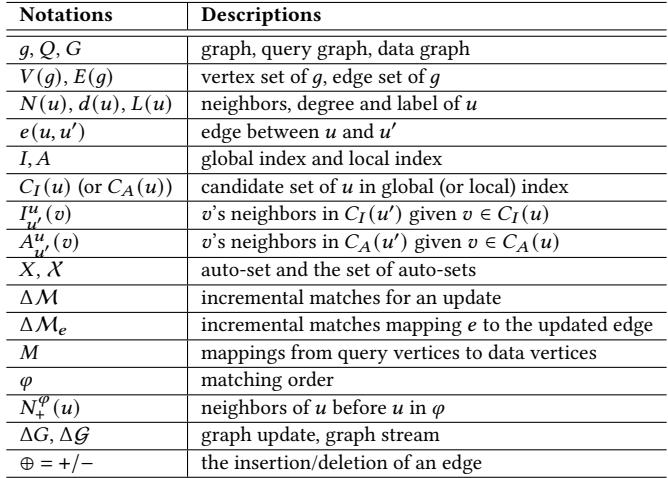 Notations Descriptions
g, Q, G graph, query graph, data graph
V(g), E(g) vertex set of g, edge set of g
N(u), d(u), L(u) neighbors, degree and label of u
e(u, u′) edge between u and u′
I, A global index and local index
C_I(u) (or C_A(u)) candidate set of u in global (or local) index
I^u_{u′}(v) v's neighbors in C_I(u′) given v ∈ C_I(u)
A^u_{u′}(v) v's neighbors in C_A(u′) given v ∈ C_A(u)
X, 𝒳 auto-set and the set of auto-sets
Δℳ incremental matches for an update
Δℳ_e incremental matches mapping e to the updated edge
M mappings from query vertices to data vertices
φ matching order
N^φ_+(u) neighbors of u before u in φ
ΔG, Δ𝒢 graph update, graph stream
⊕ = +/− the insertion/deletion of an edge